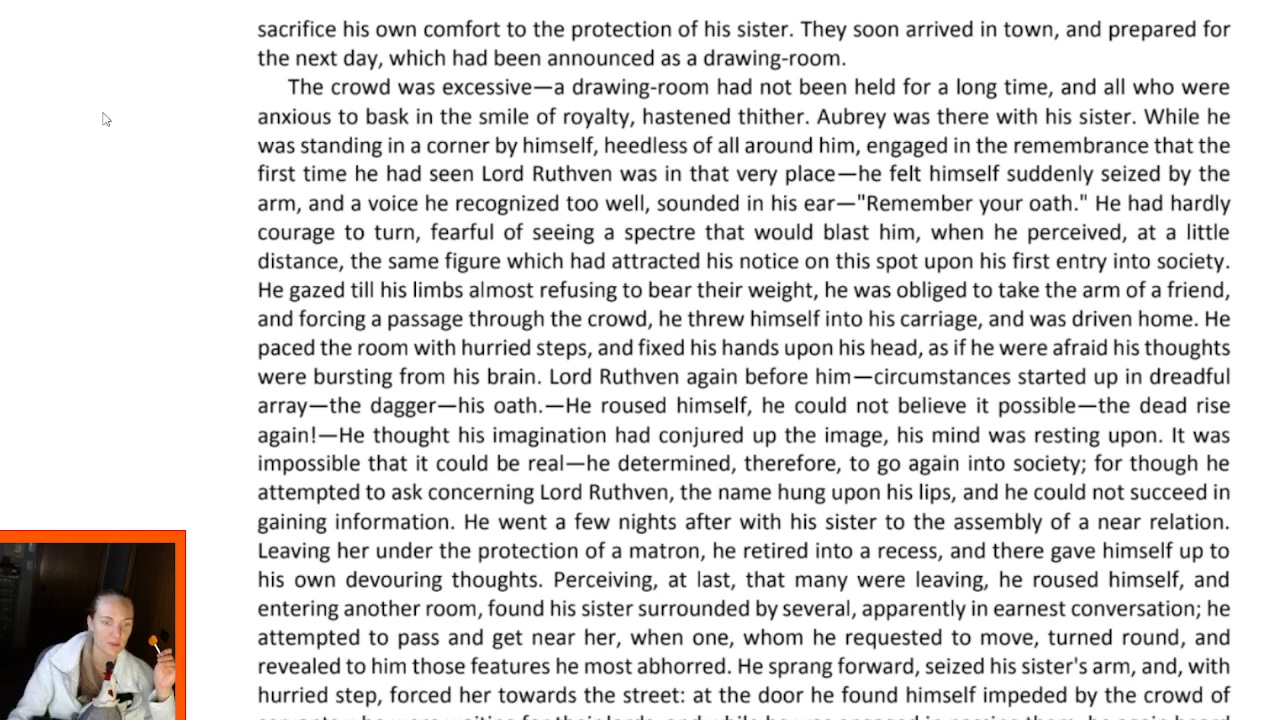 sacrifice his own comfort to the protection of his sister. They soon arrived in town, and prepared for
the next day, which had been announced as a drawing-room.
The crowd was excessive—a drawing-room had not been held for a long time, and all who were
anxious to bask in the smile of royalty, hastened thither. Aubrey was there with his sister. While he
was standing in a corner by himself, heedless of all around him, engaged in the remembrance that the
first time he had seen Lord Ruthven was in that very place—he felt himself suddenly seized by the
arm, and a voice he recognized too well, sounded in his ear—"Remember your oath." He had hardly
courage to turn, fearful of seeing a spectre that would blast him, when he perceived, at a little
distance, the same figure which had attracted his notice on this spot upon his first entry into society.
He gazed till his limbs almost refusing to bear their weight, he was obliged to take the arm of a friend,
and forcing a passage through the crowd, he threw himself into his carriage, and was driven home. He
paced the room with hurried steps, and fixed his hands upon his head, as if he were afraid his thoughts
were bursting from his brain. Lord Ruthven again before him—circumstances started up in dreadful
array—the dagger—his oath.—He roused himself, he could not believe it possible—the dead rise
again!—He thought his imagination had conjured up the image, his mind was resting upon. It was
impossible that it could be real—he determined, therefore, to go again into society; for though he
attempted to ask concerning Lord Ruthven, the name hung upon his lips, and he could not succeed in
gaining information. He went a few nights after with his sister to the assembly of a near relation.
Leaving her under the protection of a matron, he retired into a recess, and there gave himself up to
his own devouring thoughts. Perceiving, at last, that many were leaving, he roused himself, and
entering another room, found his sister surrounded by several, apparently in earnest conversation; he
attempted to pass and get near her, when one, whom he requested to move, turned round, and
revealed to him those features he most abhorred. He sprang forward, seized his sister's arm, and, with
hurried step, forced her towards the street: at the door he found himself impeded by the crowd of